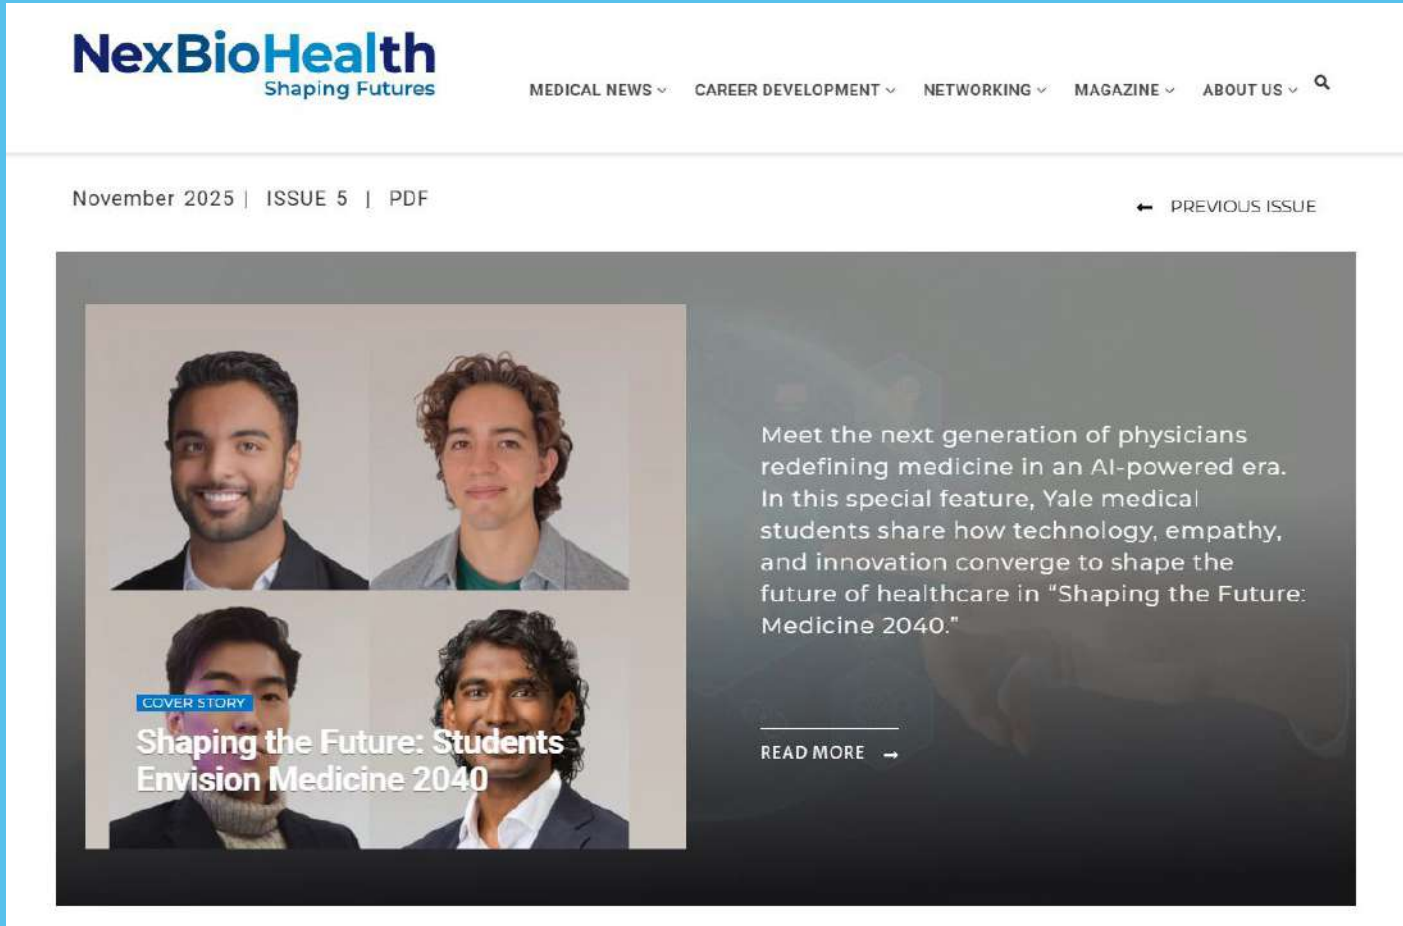 NexBioHealth
Shaping Futures
MEDICAL NEWS CAREER DEVELOPMENT NETWORKING MAGAZINE ABOUT US
November 2025 | ISSUE 5 | PDF
← PREVIOUS ISSUE
Meet the next generation of physicians
redefining medicine in an AI-powered era.
In this special feature, Yale medical
students share how technology, empathy,
and innovation converge to shape the
future of healthcare in “Shaping the Future:
Medicine 2040.”
COVER STORY
Shaping the Future: Students
Envision Medicine 2040
READ MORE →